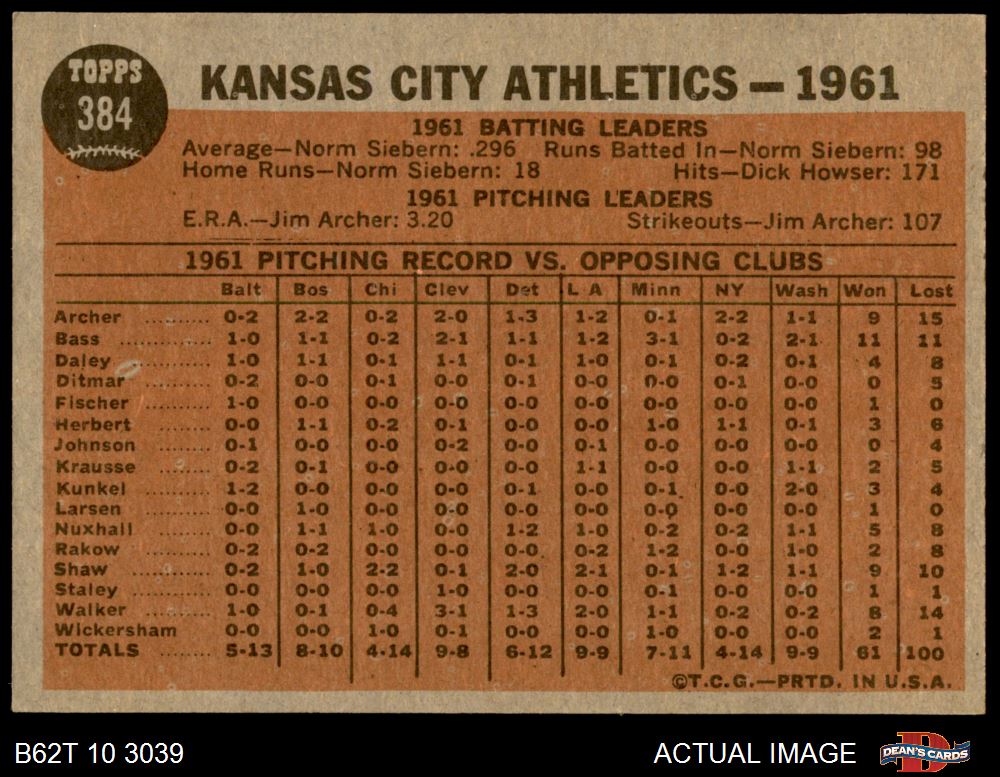 TOPPS
384
KANSAS CITY ATHLETICS — 1961
1961 BATTING LEADERS
Average—Norm Siebern: .296 Runs Batted In—Norm Siebern: 98
Home Runs—Norm Siebern: 18 Hits—Dick Howser: 171
1961 PITCHING LEADERS
E.R.A.—Jim Archer: 3.20 Strikeouts—Jim Archer: 107
1961 PITCHING RECORD VS. OPPOSING CLUBS
Balt Bos Chi Clev Det L A Minn NY Wash Won Lost
Archer .......... 0-2 2-2 0-2 2-0 1-3 1-2 0-1 2-2 1-1 9 15
Bass .......... 1-0 1-1 0-2 2-1 1-1 1-2 3-1 0-2 2-1 11 11
Daley .......... 1-0 1-1 0-1 1-1 0-1 1-0 0-1 0-2 0-1 4 8
Ditmar .......... 0-2 0-0 0-1 0-0 0-1 0-0 0-0 0-1 0-0 0 5
Fischer .......... 1-0 0-0 0-0 0-0 0-0 0-0 0-0 0-0 0-0 1 0
Herbert .......... 0-0 1-1 0-2 0-1 0-0 0-0 1-0 1-1 0-1 3 6
Johnson .......... 0-1 0-0 0-0 0-2 0-0 0-1 0-0 0-0 0-0 0 4
Krausse .......... 0-2 0-1 0-0 0-0 0-0 1-1 0-0 0-0 1-1 2 5
Kunkel .......... 1-2 0-0 0-0 0-0 0-1 0-0 0-1 0-0 2-0 3 4
Larsen .......... 0-0 1-0 0-0 0-0 0-0 0-0 0-0 0-0 0-0 1 0
Nuxhall .......... 0-0 1-1 1-0 0-0 1-2 1-0 0-2 0-2 1-1 5 8
Rakow .......... 0-2 0-2 0-0 0-0 0-0 0-2 1-2 0-0 1-0 2 8
Shaw .......... 0-2 1-0 2-2 0-1 2-0 2-1 0-1 1-2 1-1 9 10
Staley .......... 0-0 0-0 0-0 1-0 0-0 0-0 0-1 0-0 0-0 1 1
Walker .......... 1-0 0-1 0-4 3-1 1-3 2-0 1-1 0-2 0-2 8 14
Wickersham 0-0 0-0 1-0 0-1 0-0 0-0 1-0 0-0 0-0 2 1
TOTALS .......... 5-13 8-10 4-14 9-8 6-12 9-9 7-11 4-14 9-9 61 100
©T.C.G.—PRTD. IN U.S.A.
B62T 10 3039 ACTUAL IMAGE DEAN'S CARDS